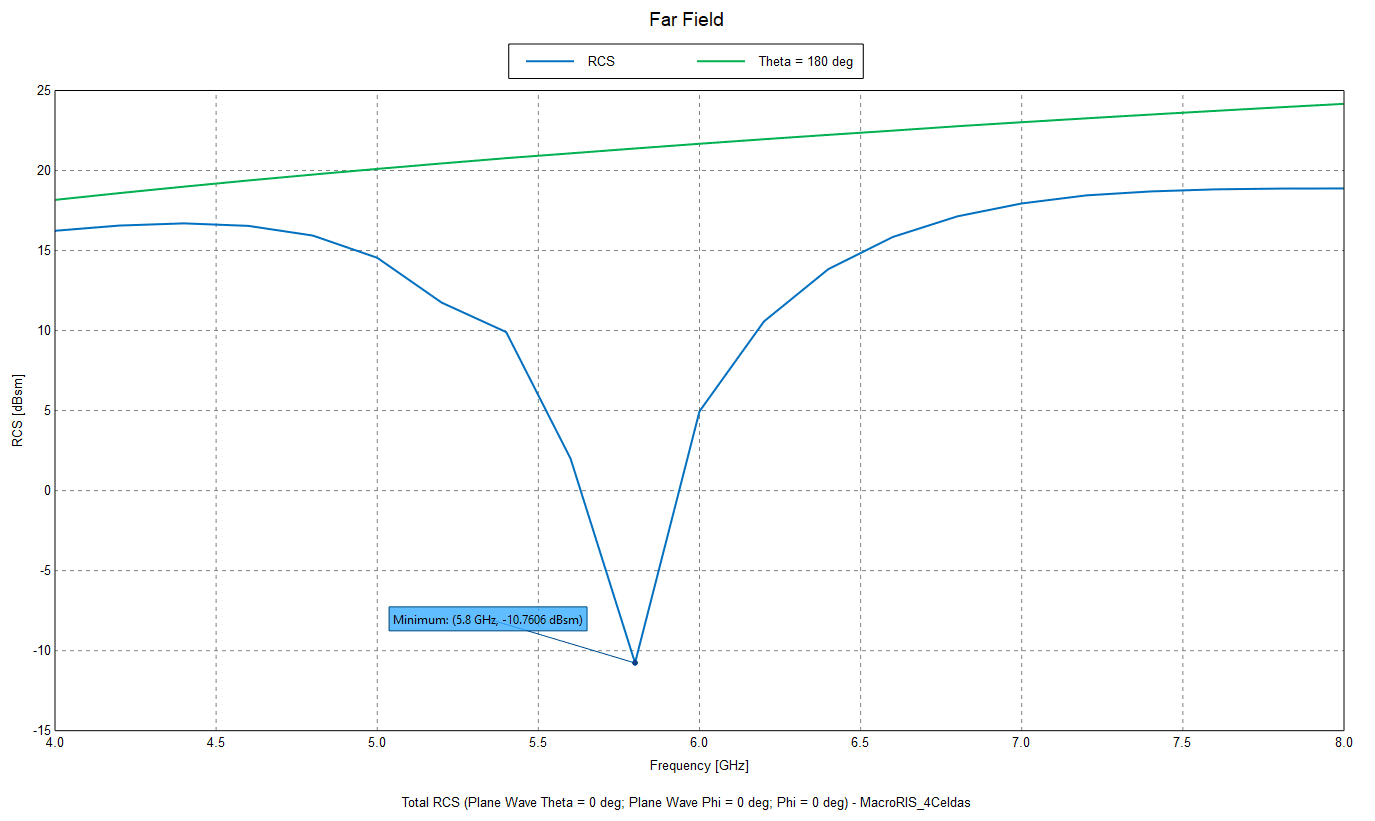 Far Field
RCS
Theta = 180 deg
25
20
15
10
5
0
-5
-10
-15
RCS [dBsm]
Minimum: (5.8 GHz, -10.7606 dBsm)
4.0
4.5
5.0
5.5
6.0
6.5
7.0
7.5
8.0
Frequency [GHz]
Total RCS (Plane Wave Theta = 0 deg; Plane Wave Phi = 0 deg; Phi = 0 deg) - MacroRIS_4Celdas